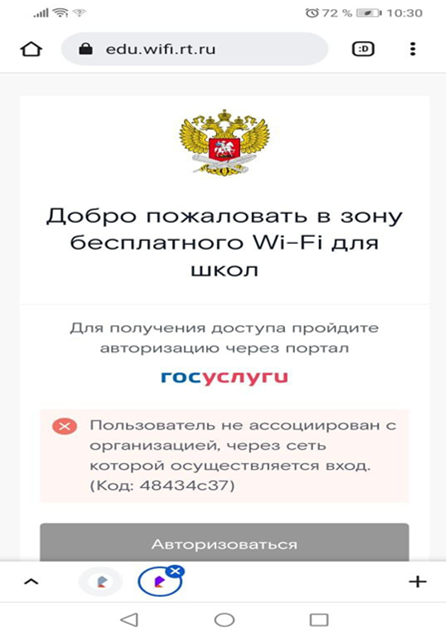 72 % 10:30
edu.wifi.rt.ru
:D
Добро пожаловать в зону
бесплатного Wi-Fi для
школ
Для получения доступа пройдите
авторизацию через портал
госуслуги
Пользователь не ассоциирован с
организацией, через сеть
которой осуществляется вход.
(Код: 48434c37)
Авторизоваться